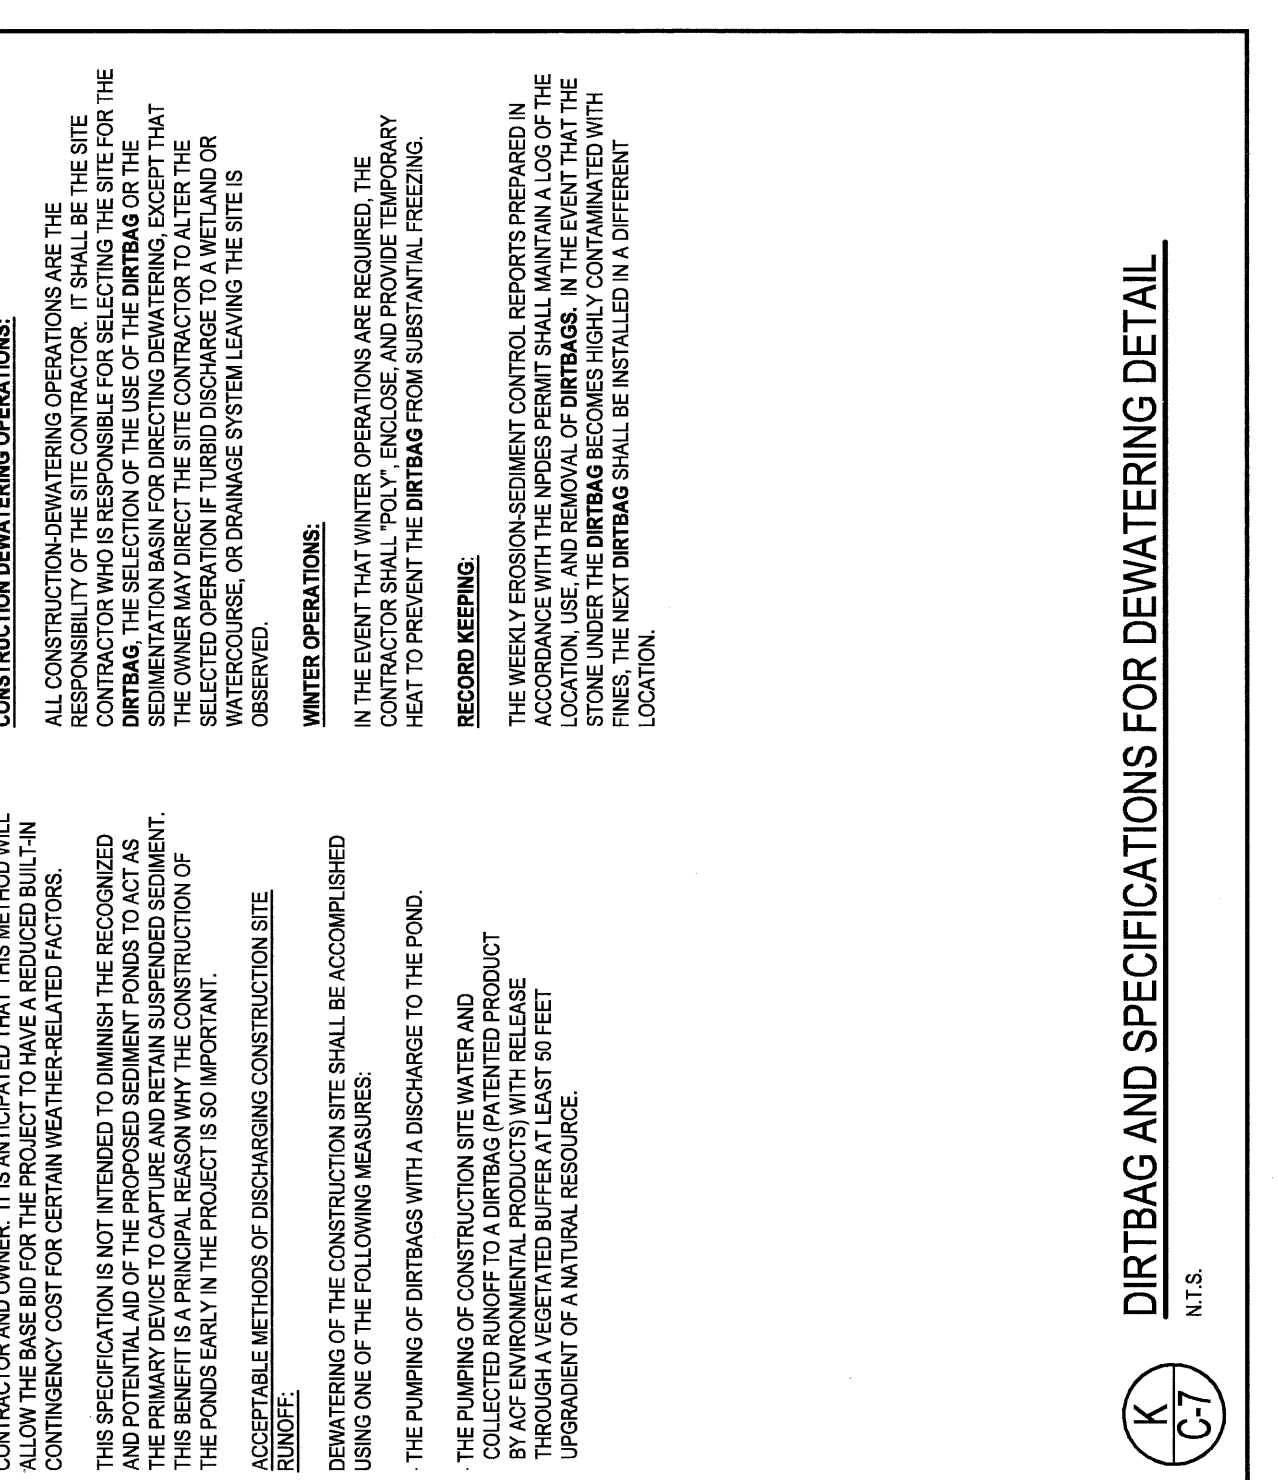 CONTRACTOR AND OWNER. IT IS ANTICIPATED THAT THIS METHOD WILL
ALLOW THE BASE BID FOR THE PROJECT TO HAVE A REDUCED BUILT-IN
CONTINGENCY COST FOR CERTAIN WEATHER-RELATED FACTORS.
THIS SPECIFICATION IS NOT INTENDED TO DIMINISH THE RECOGNIZED
AND POTENTIAL AID OF THE PROPOSED SEDIMENT PONDS TO ACT AS
THE PRIMARY DEVICE TO CAPTURE AND RETAIN SUSPENDED SEDIMENT.
THIS BENEFIT IS A PRINCIPAL REASON WHY THE CONSTRUCTION OF
THE PONDS EARLY IN THE PROJECT IS SO IMPORTANT.
ACCEPTABLE METHODS OF DISCHARGING CONSTRUCTION SITE
RUNOFF:
DEWATERING OF THE CONSTRUCTION SITE SHALL BE ACCOMPLISHED
USING ONE OF THE FOLLOWING MEASURES:
· THE PUMPING OF DIRTBAGS WITH A DISCHARGE TO THE POND.
· THE PUMPING OF CONSTRUCTION SITE WATER AND
COLLECTED RUNOFF TO A DIRTBAG (PATENTED PRODUCT
BY ACF ENVIRONMENTAL PRODUCTS) WITH RELEASE
THROUGH A VEGETATED BUFFER AT LEAST 50 FEET
UPGRADIENT OF A NATURAL RESOURCE.
CONSTRUCTION DEWATERING OPERATIONS:
ALL CONSTRUCTION-DEWATERING OPERATIONS ARE THE
RESPONSIBILITY OF THE SITE CONTRACTOR. IT SHALL BE THE SITE
CONTRACTOR WHO IS RESPONSIBLE FOR SELECTING THE SITE FOR THE
DIRTBAG, THE SELECTION OF THE USE OF THE DIRTBAG OR THE
SEDIMENTATION BASIN FOR DIRECTING DEWATERING, EXCEPT THAT
THE OWNER MAY DIRECT THE SITE CONTRACTOR TO ALTER THE
SELECTED OPERATION IF TURBID DISCHARGE TO A WETLAND OR
WATERCOURSE, OR DRAINAGE SYSTEM LEAVING THE SITE IS
OBSERVED.
WINTER OPERATIONS:
IN THE EVENT THAT WINTER OPERATIONS ARE REQUIRED, THE
CONTRACTOR SHALL "POLY", ENCLOSE, AND PROVIDE TEMPORARY
HEAT TO PREVENT THE DIRTBAG FROM SUBSTANTIAL FREEZING.
RECORD KEEPING:
THE WEEKLY EROSION-SEDIMENT CONTROL REPORTS PREPARED IN
ACCORDANCE WITH THE NPDES PERMIT SHALL MAINTAIN A LOG OF THE
LOCATION, USE, AND REMOVAL OF DIRTBAGS. IN THE EVENT THAT THE
STONE UNDER THE DIRTBAG BECOMES HIGHLY CONTAMINATED WITH
FINES, THE NEXT DIRTBAG SHALL BE INSTALLED IN A DIFFERENT
LOCATION.
K
C-7
DIRTBAG AND SPECIFICATIONS FOR DEWATERING DETAIL
N.T.S.